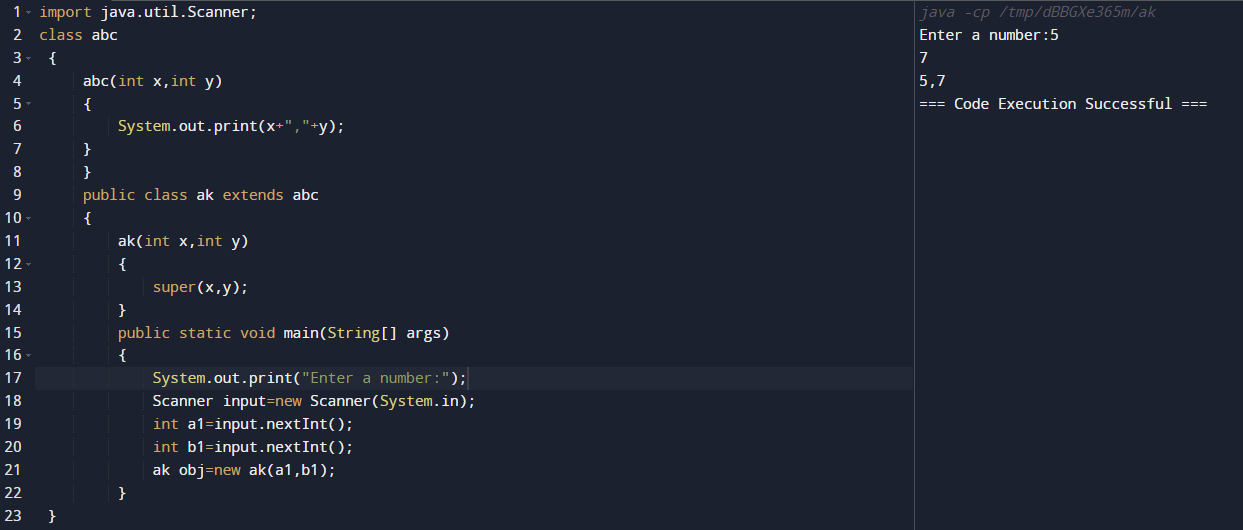 1 import java.util.Scanner;
2 class abc
3 {
4 abc(int x,int y)
5 {
6 System.out.print(x+","+y);
7 }
8 }
9 public class ak extends abc
10 {
11 ak(int x,int y)
12 {
13 super(x,y);
14 }
15 public static void main(String[] args)
16 {
17 System.out.print("Enter a number:");
18 Scanner input=new Scanner(System.in);
19 int a1=input.nextInt();
20 int b1=input.nextInt();
21 ak obj=new ak(a1,b1);
22 }
23 }
java -cp /tmp/dBBGXe365m/ak
Enter a number:5
7
5,7
=== Code Execution Successful ===